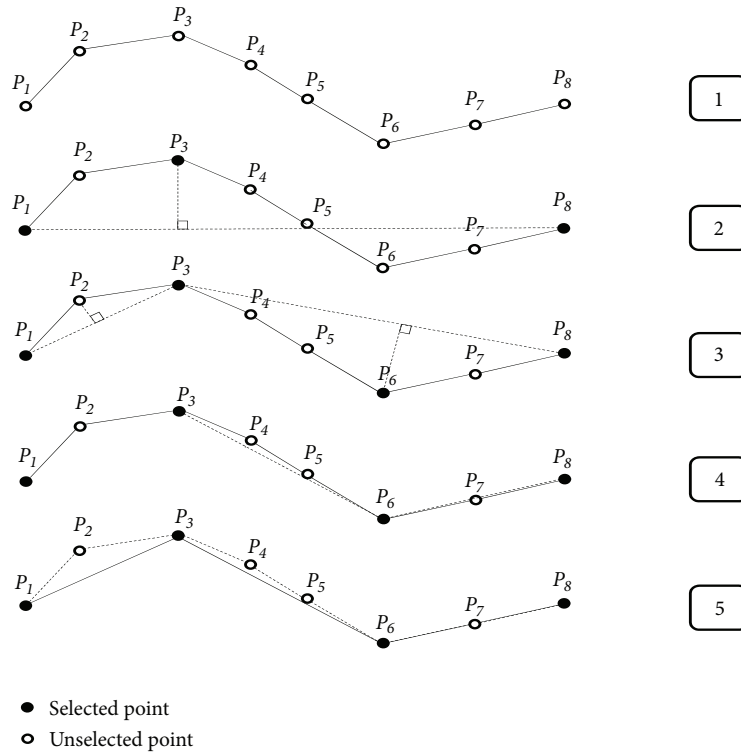 P1 P2 P3 P4 P5 P6 P7 P8 1
P1 P2 P3 P4 P5 P6 P7 P8 2
P1 P2 P3 P4 P5 P6 P7 P8 3
P1 P2 P3 P4 P5 P6 P7 P8 4
P1 P2 P3 P4 P5 P6 P7 P8 5
Selected point
Unselected point